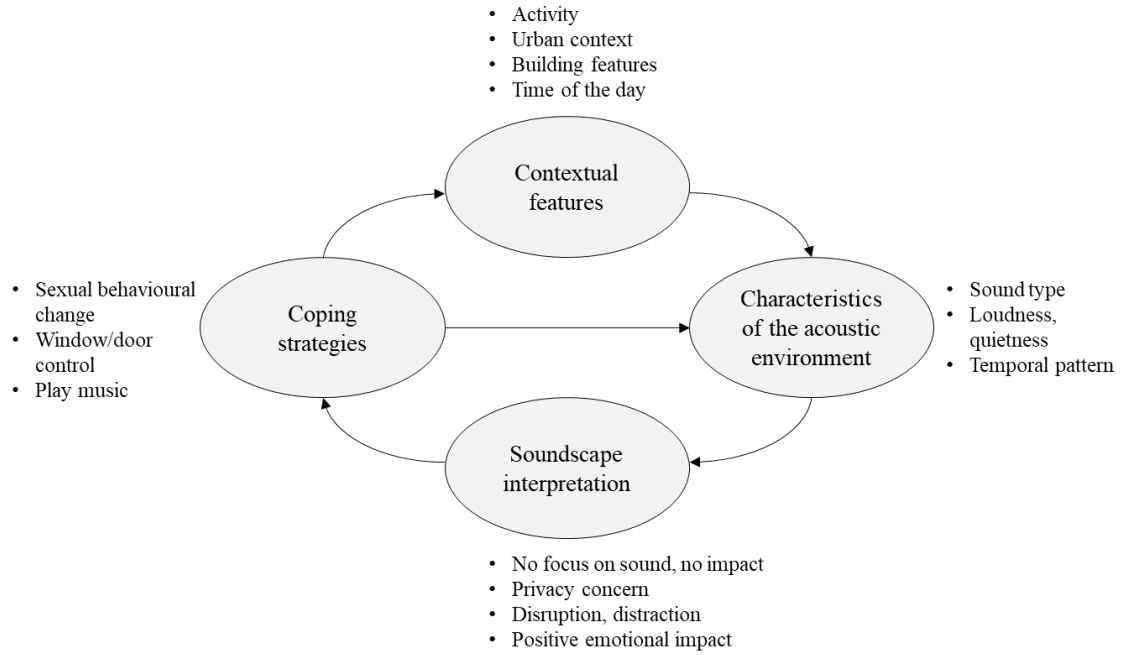 • Activity
• Urban context
• Building features
• Time of the day
Contextual
features
• Sexual behavioural
change
• Window/door
control
• Play music
Coping
strategies
Characteristics
of the acoustic
environment
• Sound type
• Loudness,
quietness
• Temporal pattern
Soundscape
interpretation
• No focus on sound, no impact
• Privacy concern
• Disruption, distraction
• Positive emotional impact